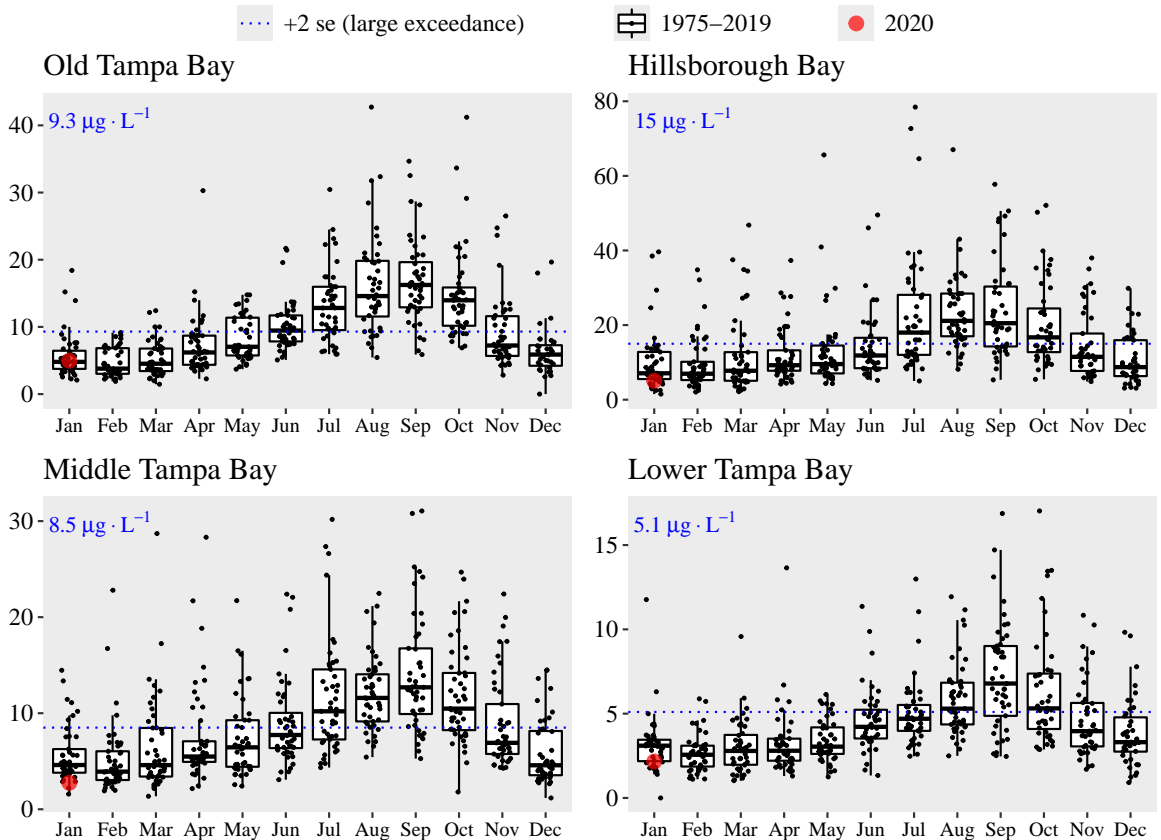 +2 se (large exceedance) 1975–2019 2020
Old Tampa Bay
9.3 μg · L⁻¹
40
30
20
10
0
Jan Feb Mar Apr May Jun Jul Aug Sep Oct Nov Dec
Hillsborough Bay
15 μg · L⁻¹
80
60
40
20
0
Jan Feb Mar Apr May Jun Jul Aug Sep Oct Nov Dec
Middle Tampa Bay
8.5 μg · L⁻¹
30
20
10
0
Jan Feb Mar Apr May Jun Jul Aug Sep Oct Nov Dec
Lower Tampa Bay
5.1 μg · L⁻¹
15
10
5
0
Jan Feb Mar Apr May Jun Jul Aug Sep Oct Nov Dec